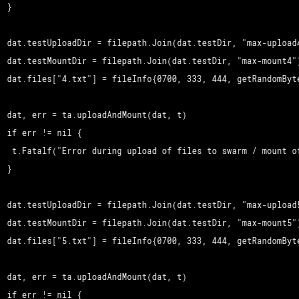 }
dat.testUploadDir = filepath.Join(dat.testDir, "max-upload4
dat.testMountDir = filepath.Join(dat.testDir, "max-mount4"
dat.files["4.txt"] = fileInfo{0700, 333, 444, getRandomByte
dat, err = ta.uploadAndMount(dat, t)
if err != nil {
t.Fatalf("Error during upload of files to swarm / mount of
}
dat.testUploadDir = filepath.Join(dat.testDir, "max-upload5
dat.testMountDir = filepath.Join(dat.testDir, "max-mount5"
dat.files["5.txt"] = fileInfo{0700, 333, 444, getRandomByte
dat, err = ta.uploadAndMount(dat, t)
if err != nil {